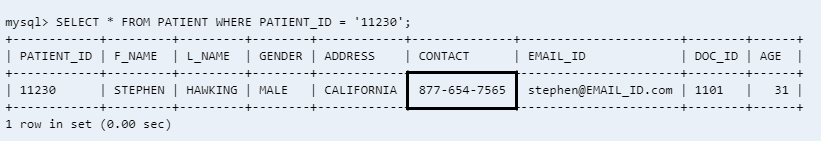 mysql> SELECT * FROM PATIENT WHERE PATIENT_ID = '11230';
+------------+---------+---------+--------+------------+--------------+----------------------+--------+------+
| PATIENT_ID | F_NAME | L_NAME | GENDER | ADDRESS | CONTACT | EMAIL_ID | DOC_ID | AGE |
+------------+---------+---------+--------+------------+--------------+----------------------+--------+------+
| 11230 | STEPHEN | HAWKING | MALE | CALIFORNIA | 877-654-7565 | stephen@EMAIL_ID.com | 1101 | 31 |
+------------+---------+---------+--------+------------+--------------+----------------------+--------+------+
1 row in set (0.00 sec)